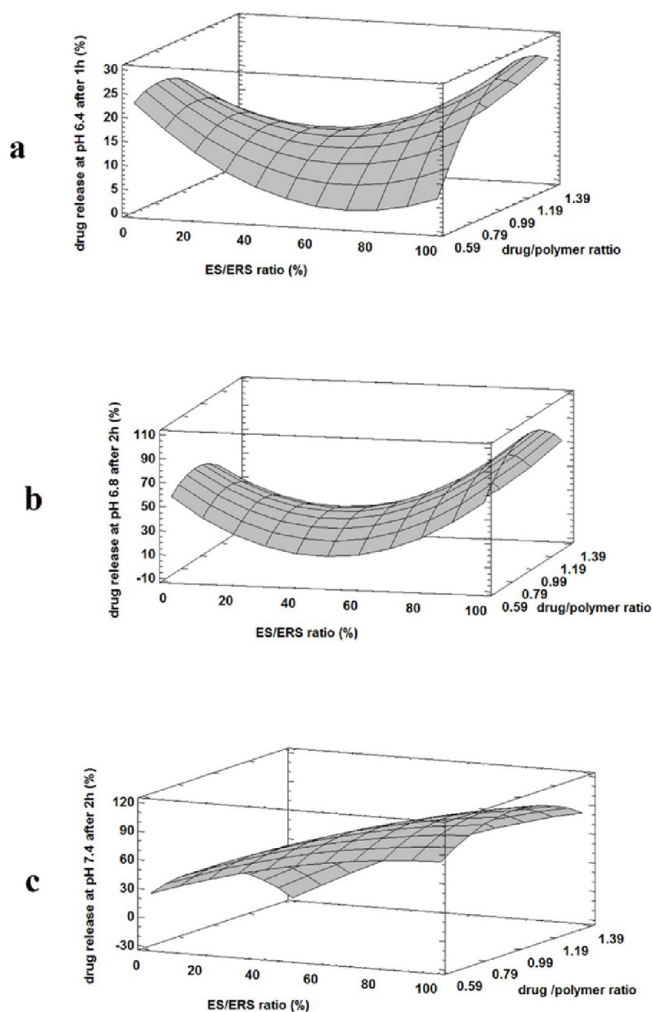 a
drug release at pH 6.4 after 1h (%)
30
25
20
15
10
5
0
0 20 40 60 80 100
ES/ERS ratio (%)
0.59 0.79 0.99 1.19 1.39
drug/polymer rattio
b
drug release at pH 6.8 after 2h (%)
110
90
70
50
30
10
-10
0 20 40 60 80 100
ES/ERS ratio (%)
0.59 0.79 0.99 1.19 1.39
drug/polymer ratio
c
drug release at pH 7.4 after 2h (%)
120
90
60
30
0
-30
0 20 40 60 80 100
ES/ERS ratio (%)
0.59 0.79 0.99 1.19 1.39
drug /polymer ratio